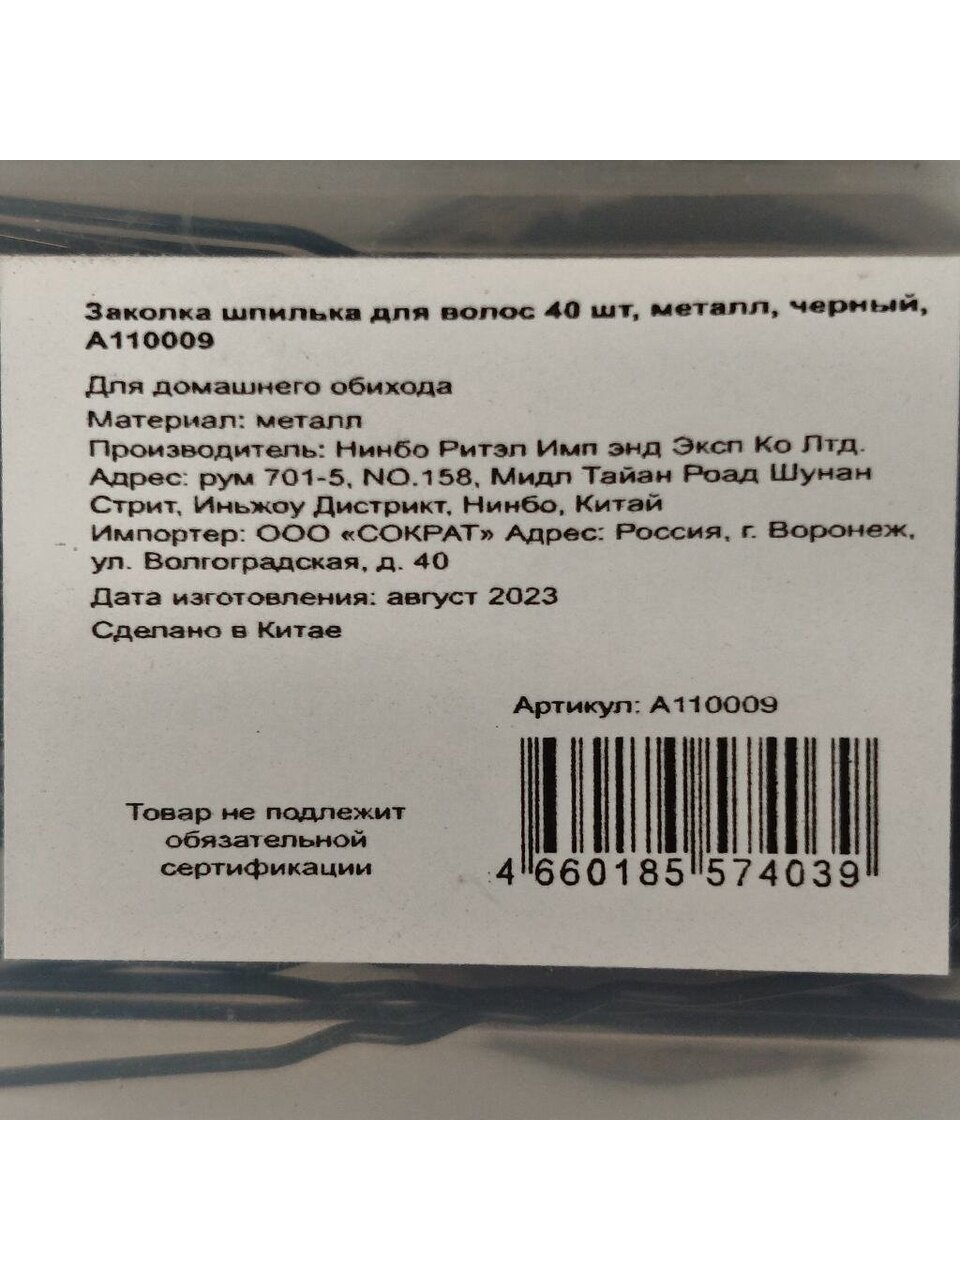 Заколка шпилька для волос 40 шт, металл, черный,
А110009
Для домашнего обихода
Материал: металл
Производитель: Нинбо Ритэл Имп энд Эксп Ко Лтд.
Адрес: рум 701-5, NO.158, Мидл Тайан Роад Шунан
Стрит, Иньжоу Дистрикт, Нинбо, Китай
Импортер: ООО «СОКРАТ» Адрес: Россия, г. Воронеж,
ул. Волгоградская, д. 40
Дата изготовления: август 2023
Сделано в Китае
Артикул: А110009
Товар не подлежит
обязательной
сертификации
4 660185 574039